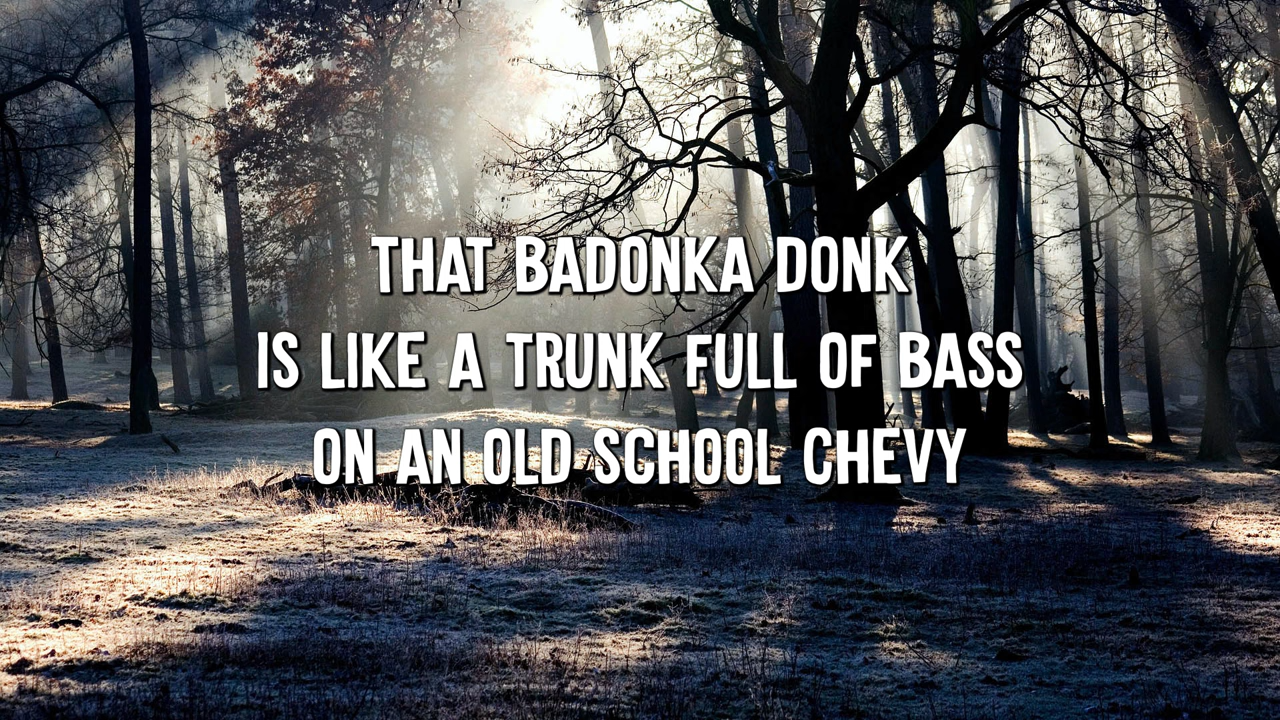 THAT BADONKA DONK
IS LIKE A TRUNK FULL OF BASS
ON AN OLD SCHOOL CHEVY